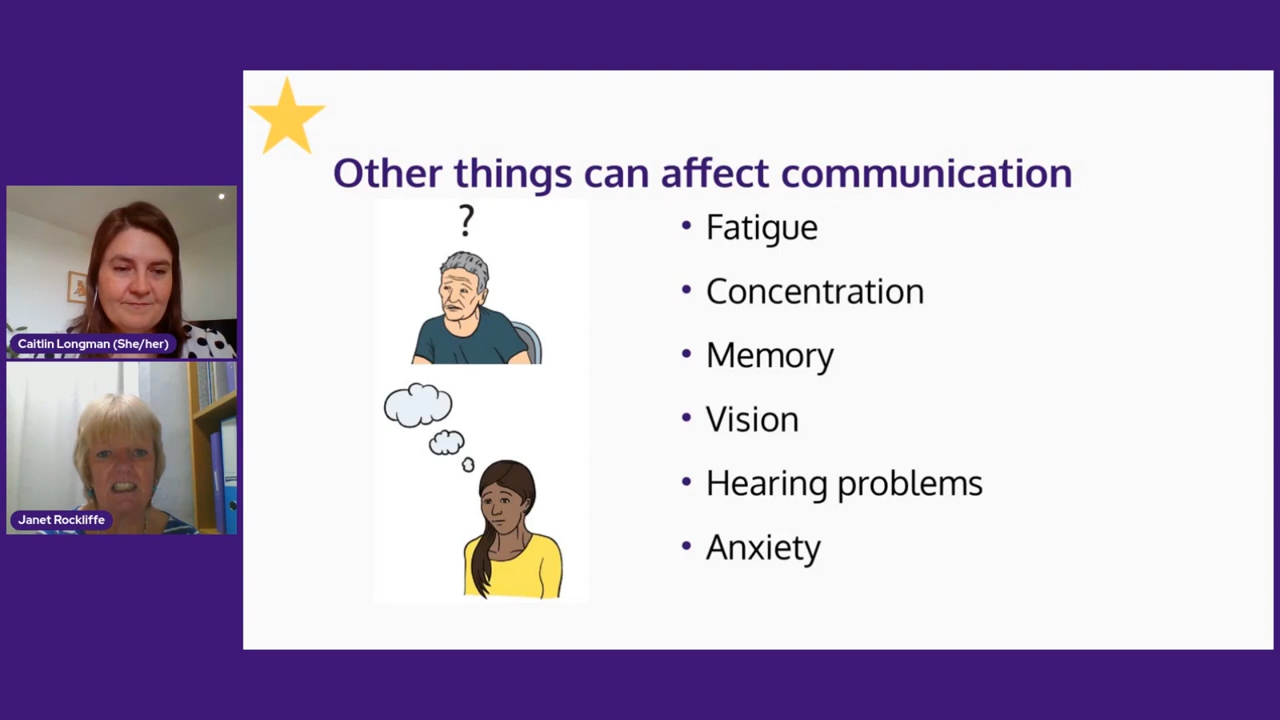 Other things can affect communication
?
• Fatigue
• Concentration
• Memory
• Vision
• Hearing problems
• Anxiety
Caitlin Longman (She/her)
Janet Rockliffe